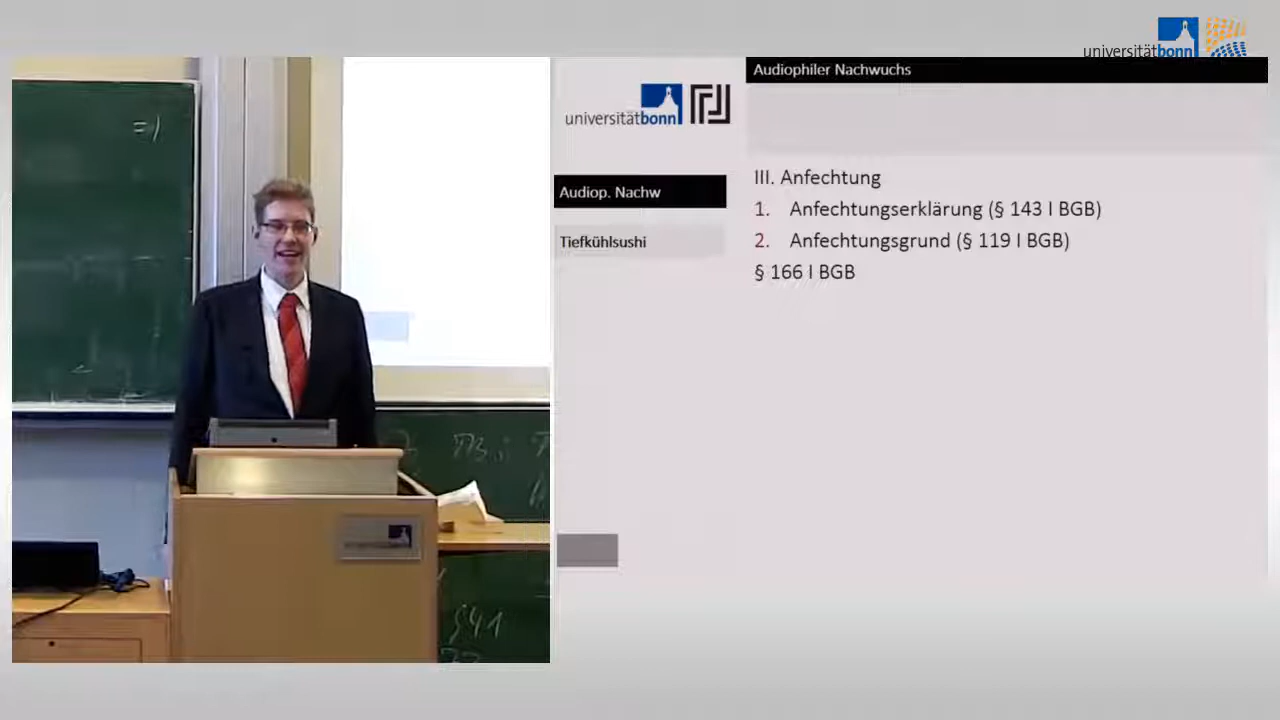 universitätbonn
Audiophiler Nachwuchs
universitätbonn
Audiop. Nachw
Tiefkühlsushi
III. Anfechtung
1. Anfechtungserklärung (§ 143 I BGB)
2. Anfechtungsgrund (§ 119 I BGB)
§ 166 I BGB
§41